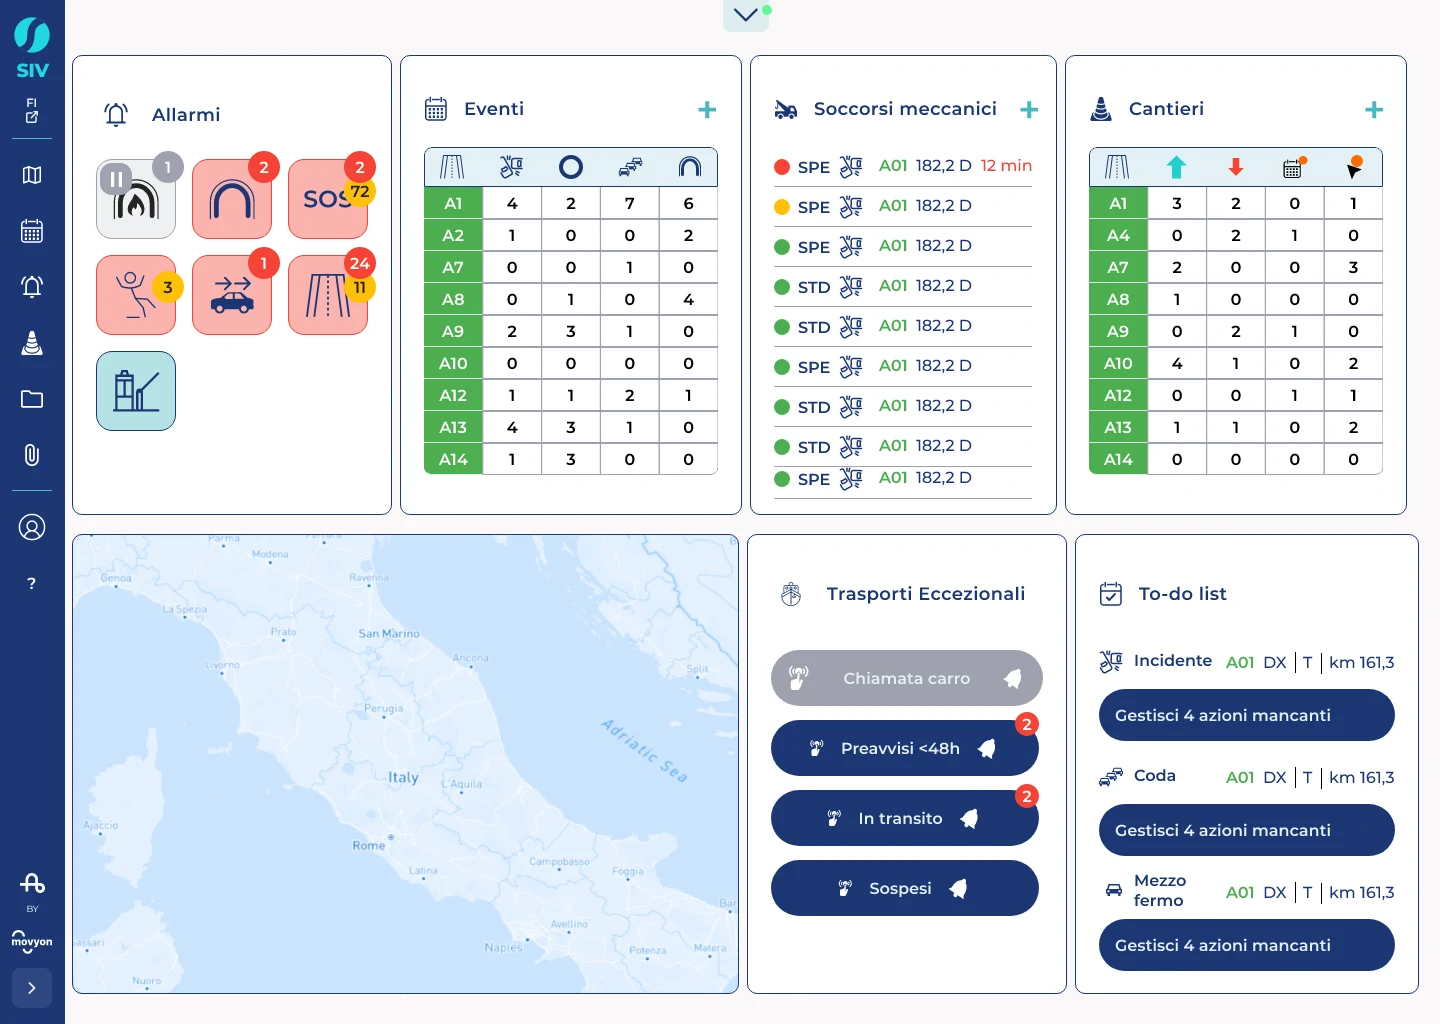 SIV
FI
?
BY
movyon
Allarmi
1
2
SOS
2
72
3
1
24
11
Eventi
A1 4 2 7 6
A2 1 0 0 2
A7 0 0 1 0
A8 0 1 0 4
A9 2 3 1 0
A10 0 0 0 0
A12 1 1 2 1
A13 4 3 1 0
A14 1 3 0 0
Soccorsi meccanici
SPE A01 182,2 D 12 min
SPE A01 182,2 D
SPE A01 182,2 D
STD A01 182,2 D
STD A01 182,2 D
SPE A01 182,2 D
STD A01 182,2 D
STD A01 182,2 D
SPE A01 182,2 D
Cantieri
A1 3 2 0 1
A4 0 2 1 0
A7 2 0 0 3
A8 1 0 0 0
A9 0 2 1 0
A10 4 1 0 2
A12 0 0 1 1
A13 1 1 0 2
A14 0 0 0 0
Parma
Ferrara
Modena
Genoa
Ravenna
La Spezia
Prato
San Marino
Livorno
Ancona
Split
Perugia
Adriatic Sea
Italy
L'Aquila
Ajaccio
Rome
Latina
Campobasso
Foggia
Bar
Avellino
Naples
Sassari
Potenza
Matera
Nuoro
Trasporti Eccezionali
Chiamata carro
Preavvisi <48h
2
In transito
2
Sospesi
To-do list
Incidente A01 DX | T | km 161,3
Gestisci 4 azioni mancanti
Coda A01 DX | T | km 161,3
Gestisci 4 azioni mancanti
Mezzo
fermo A01 DX | T | km 161,3
Gestisci 4 azioni mancanti